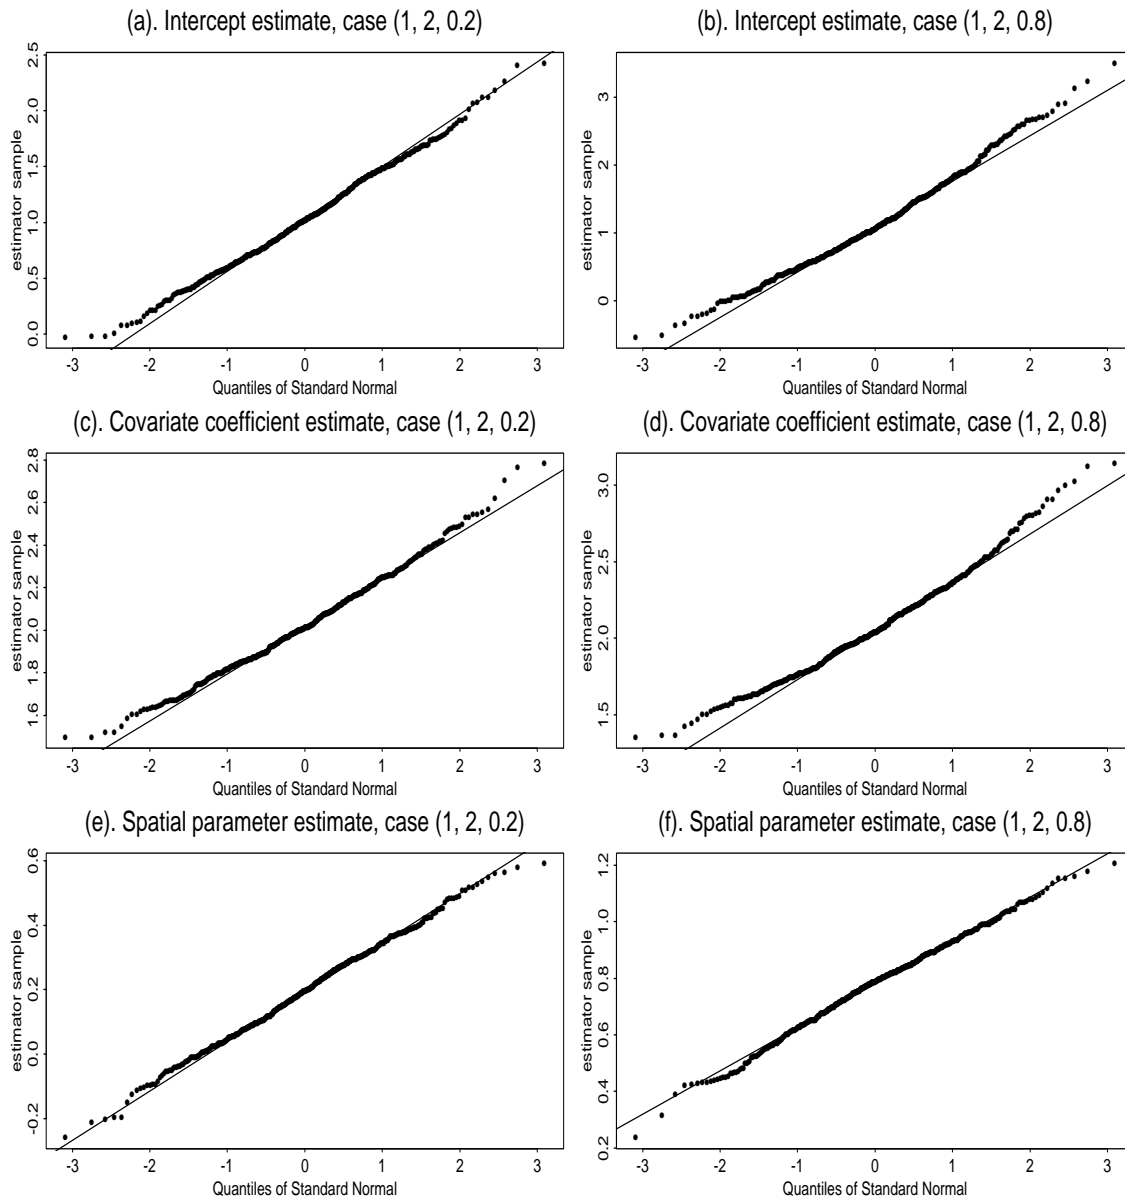 (a). Intercept estimate, case (1, 2, 0.2)
estimator sample
0.0 0.5 1.0 1.5 2.0 2.5
-3 -2 -1 0 1 2 3
Quantiles of Standard Normal
(b). Intercept estimate, case (1, 2, 0.8)
estimator sample
0 1 2 3
-3 -2 -1 0 1 2 3
Quantiles of Standard Normal
(c). Covariate coefficient estimate, case (1, 2, 0.2)
estimator sample
1.6 1.8 2.0 2.2 2.4 2.6 2.8
-3 -2 -1 0 1 2 3
Quantiles of Standard Normal
(d). Covariate coefficient estimate, case (1, 2, 0.8)
estimator sample
1.5 2.0 2.5 3.0
-3 -2 -1 0 1 2 3
Quantiles of Standard Normal
(e). Spatial parameter estimate, case (1, 2, 0.2)
estimator sample
-0.2 0.0 0.2 0.4 0.6
-3 -2 -1 0 1 2 3
Quantiles of Standard Normal
(f). Spatial parameter estimate, case (1, 2, 0.8)
estimator sample
0.2 0.4 0.6 0.8 1.0 1.2
-3 -2 -1 0 1 2 3
Quantiles of Standard Normal